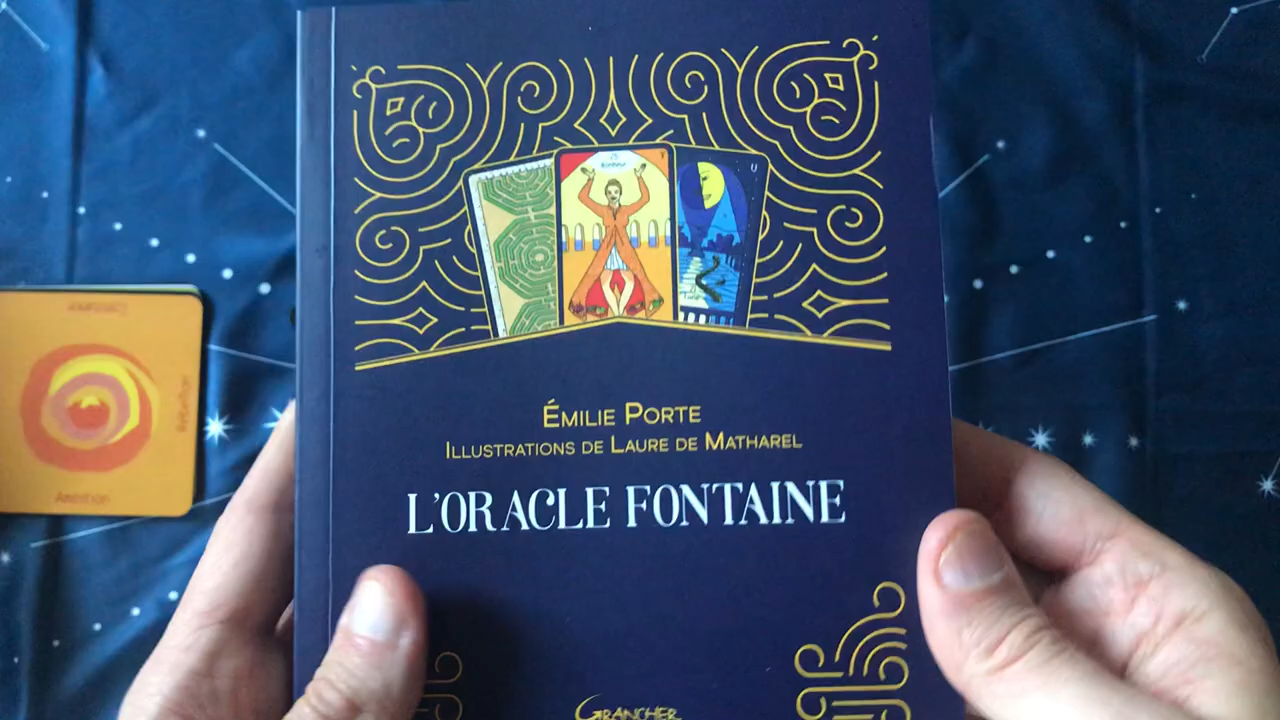 ÉMILIE PORTE
ILLUSTRATIONS DE LAURE DE MATHAREL
L'ORACLE FONTAINE
GRANCHER